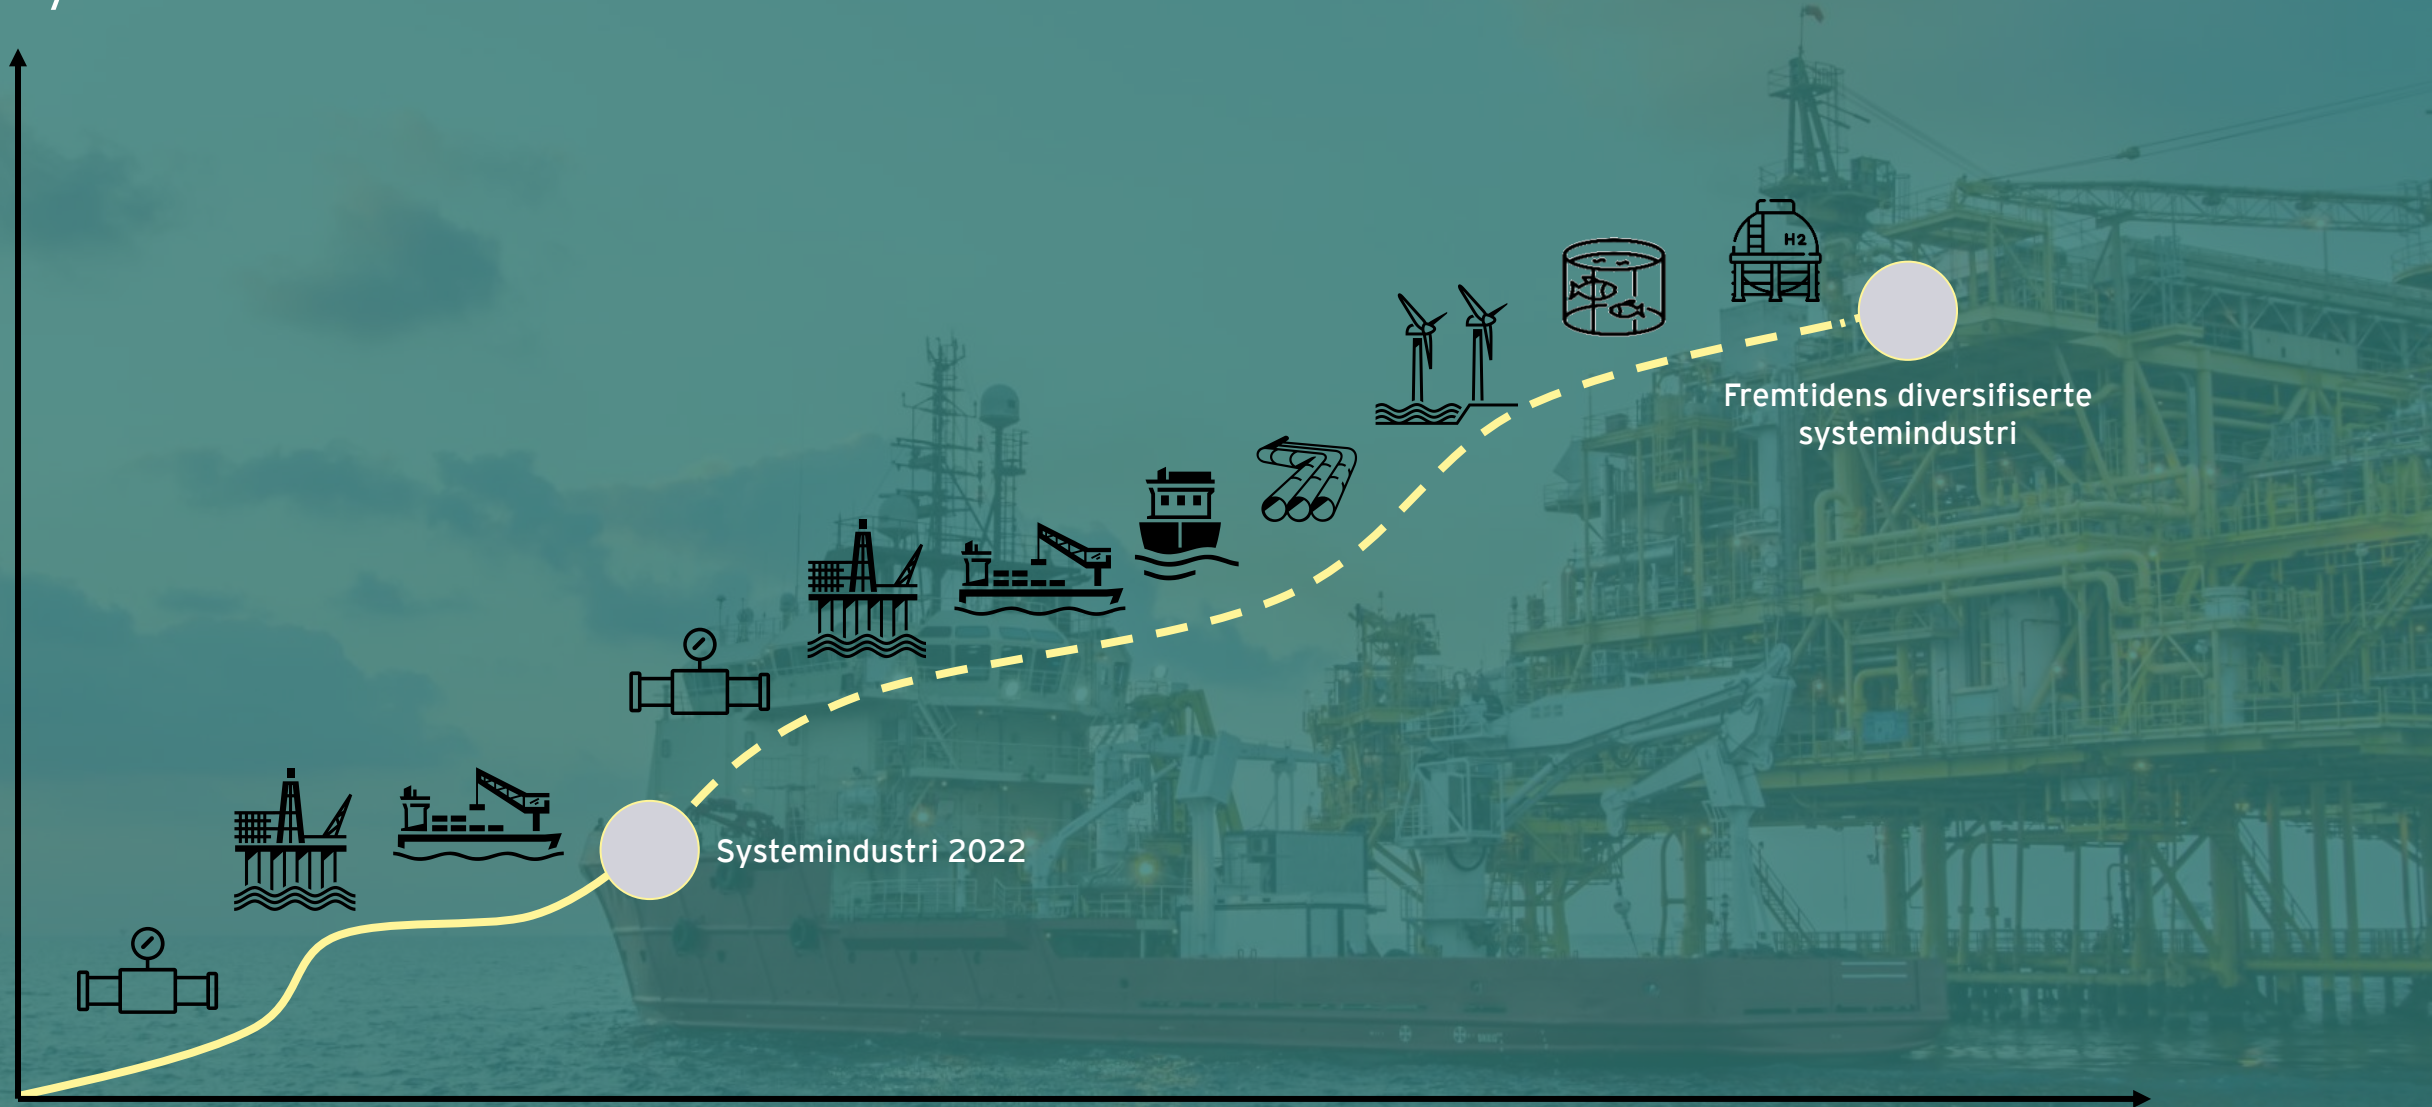 H2
Fremtidens diversifiserte
systemindustri
Systemindustri 2022